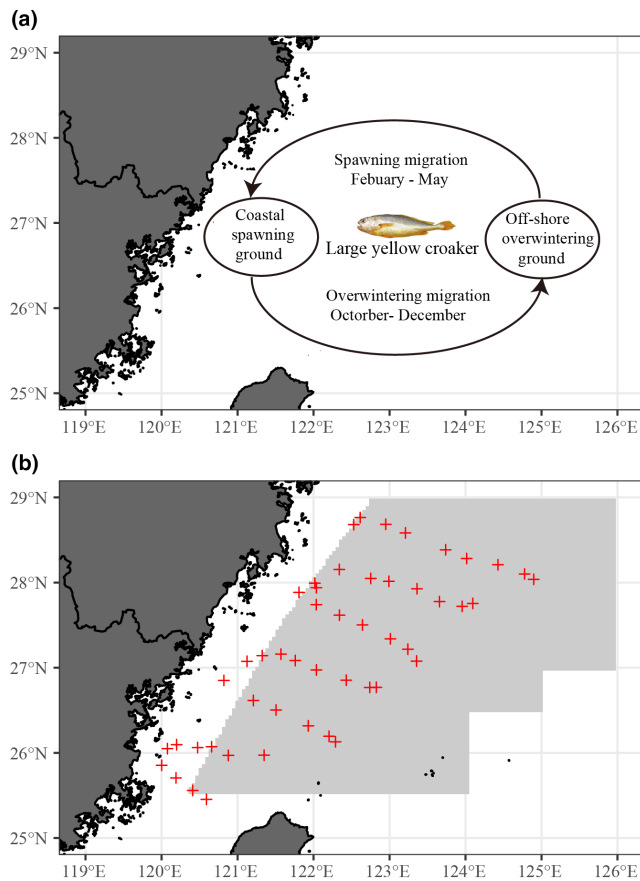 (a)
29°N
28°N
27°N
26°N
25°N
Spawning migration
Febuary - May
Coastal
spawning
ground
Large yellow croaker
Off-shore
overwintering
ground
Overwintering migration
Octorber- December
119°E 120°E 121°E 122°E 123°E 124°E 125°E 126°E
(b)
29°N
28°N
27°N
26°N
25°N
119°E 120°E 121°E 122°E 123°E 124°E 125°E 126°E